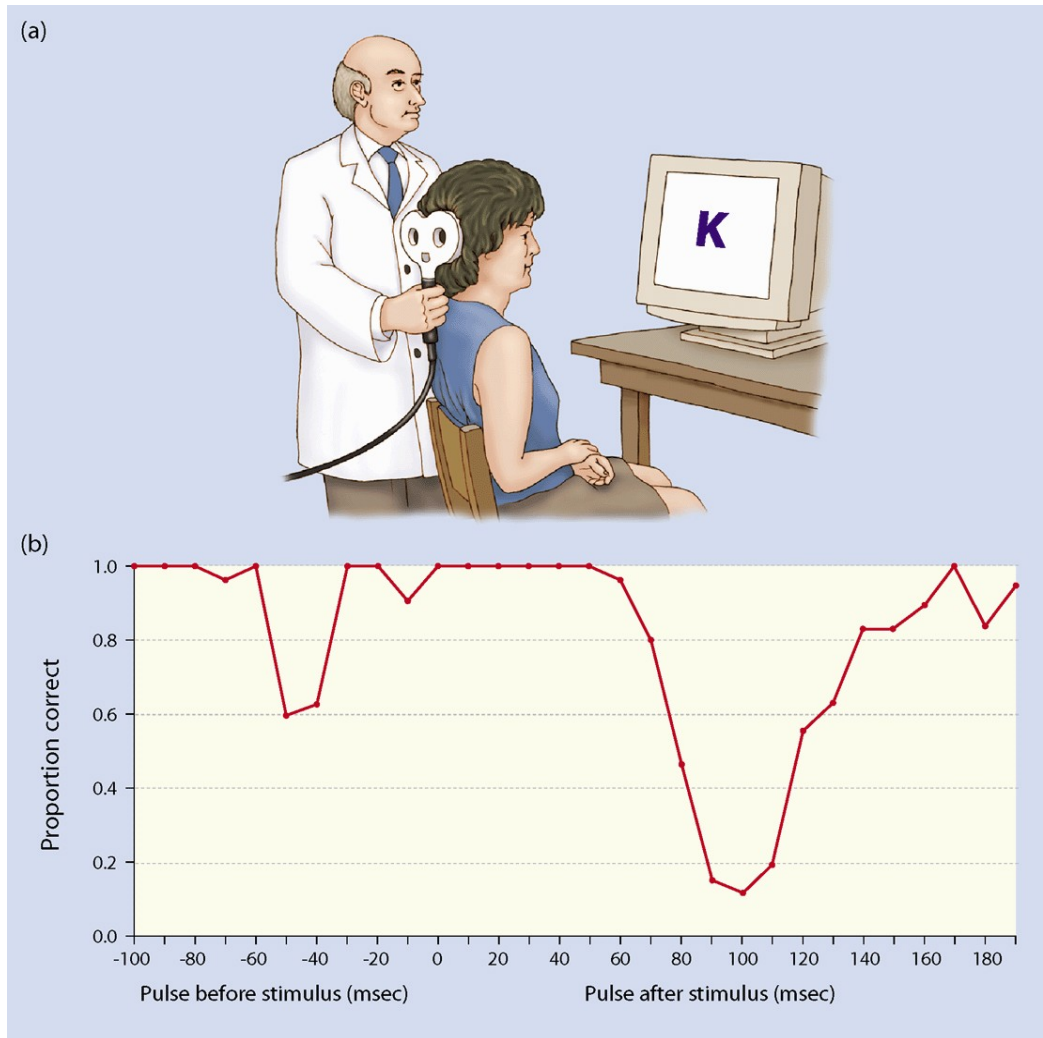 (a)
K
(b)
Proportion correct
1.0
0.8
0.6
0.4
0.2
0.0
-100 -80 -60 -40 -20 0 20 40 60 80 100 120 140 160 180
Pulse before stimulus (msec) Pulse after stimulus (msec)